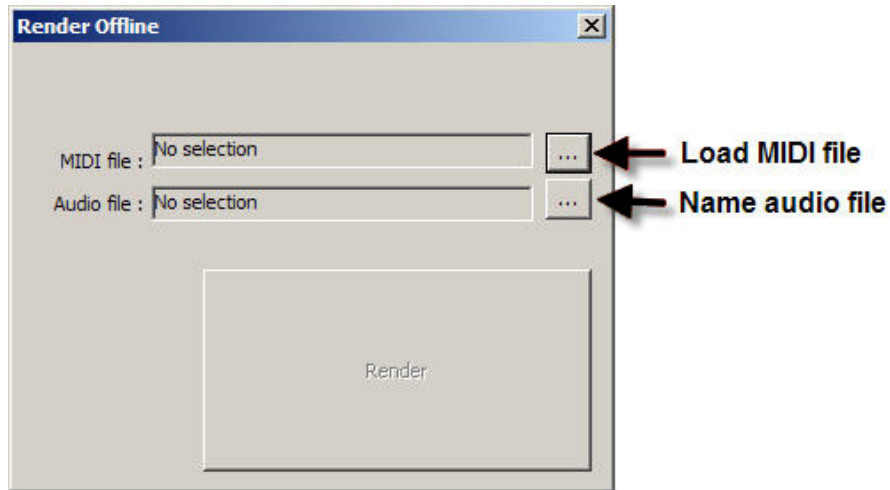 Render Offline
MIDI file : No selection ... Load MIDI file
Audio file : No selection ... Name audio file
Render